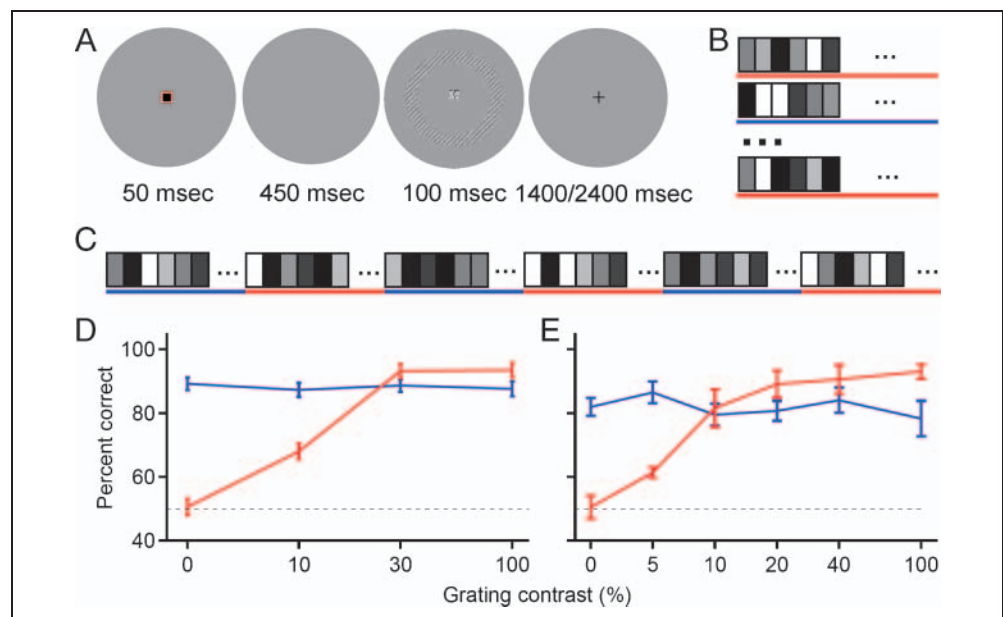 A
B
50 msec
450 msec
100 msec
1400/2400 msec
...
...
...
C
... ... ... ... ... ...
D
E
Percent correct
100
80
60
40
0 10 30 100
0 5 10 20 40 100
Grating contrast (%)